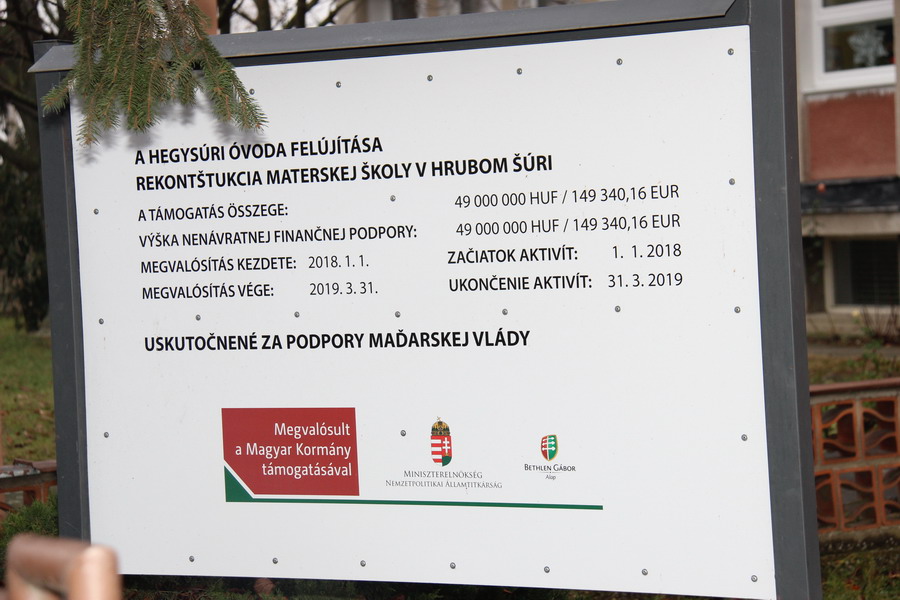 A HEGYSÚRI ÓVODA FELÚJÍTÁSA
REKONTŠTUKCIA MATERSKEJ ŠKOLY V HRUBOM ŠÚRI
A TÁMOGATÁS ÖSSZEGE: 49 000 000 HUF / 149 340,16 EUR
VÝŠKA NENÁVRATNEJ FINANČNEJ PODPORY: 49 000 000 HUF / 149 340,16 EUR
MEGVALÓSÍTÁS KEZDETE: 2018. 1. 1. ZAČIATOK AKTIVÍT: 1. 1. 2018
MEGVALÓSÍTÁS VÉGE: 2019. 3. 31. UKONČENIE AKTIVÍT: 31. 3. 2019
USKUTOČNENÉ ZA PODPORY MAĎARSKEJ VLÁDY
Megvalósult
a Magyar Kormány
támogatásával
MINISZTERELNÖKSÉG
NEMZETPOLITIKAI ÁLLAMTITKÁRSÁG
BETHLEN GÁBOR
Alap